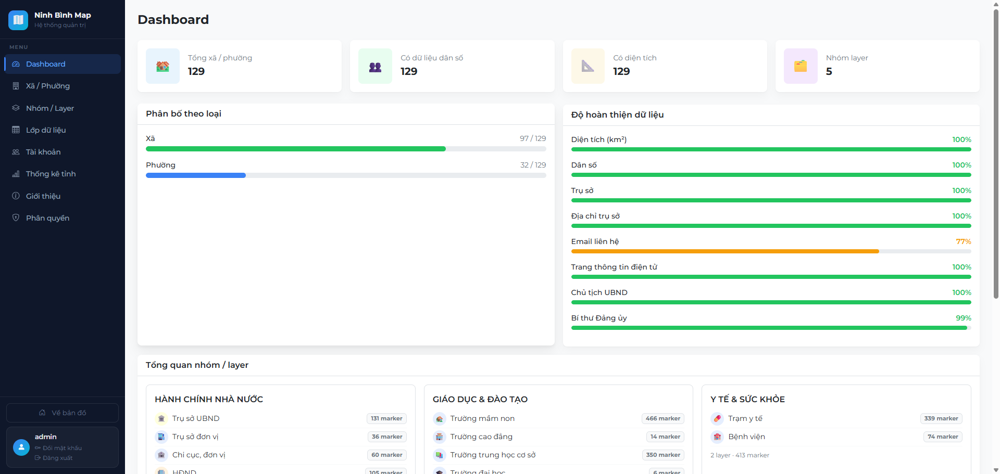 Ninh Bình Map
Hệ thống quản trị
MENU
Dashboard
Xã / Phường
Nhóm / Layer
Lớp dữ liệu
Tài khoản
Thống kê tỉnh
Giới thiệu
Phân quyền
Về bản đồ
admin
Đổi mật khẩu
Đăng xuất
Dashboard
Tổng xã / phường
129
Có dữ liệu dân số
129
Có diện tích
129
Nhóm layer
5
Phân bố theo loại
Xã 97 / 129
Phường 32 / 129
Độ hoàn thiện dữ liệu
Diện tích (km²) 100%
Dân số 100%
Trụ sở 100%
Địa chỉ trụ sở 100%
Email liên hệ 77%
Trang thông tin điện tử 100%
Chủ tịch UBND 100%
Bí thư Đảng ủy 99%
Tổng quan nhóm / layer
HÀNH CHÍNH NHÀ NƯỚC
Trụ sở UBND 131 marker
Trụ sở đơn vị 36 marker
Chi cục, đơn vị 60 marker
HĐND 105 marker
GIÁO DỤC & ĐÀO TẠO
Trường mầm non 466 marker
Trường cao đẳng 14 marker
Trường trung học cơ sở 350 marker
Trường đại học 6 marker
Y TẾ & SỨC KHỎE
Trạm y tế 339 marker
Bệnh viện 74 marker
2 layer · 413 marker